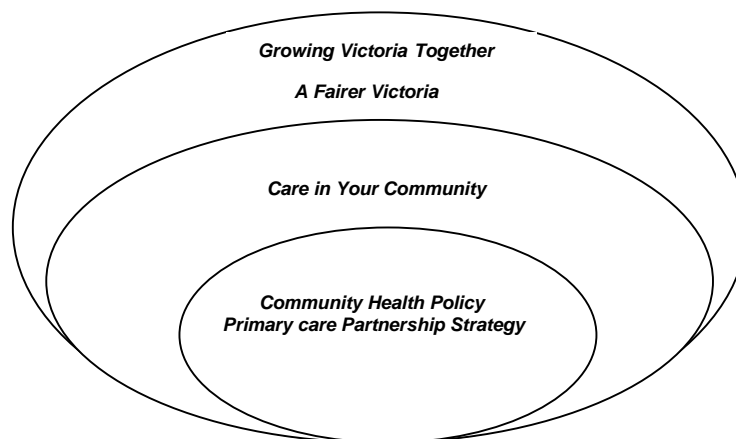 Growing Victoria Together
A Fairer Victoria
Care in Your Community
Community Health Policy
Primary care Partnership Strategy